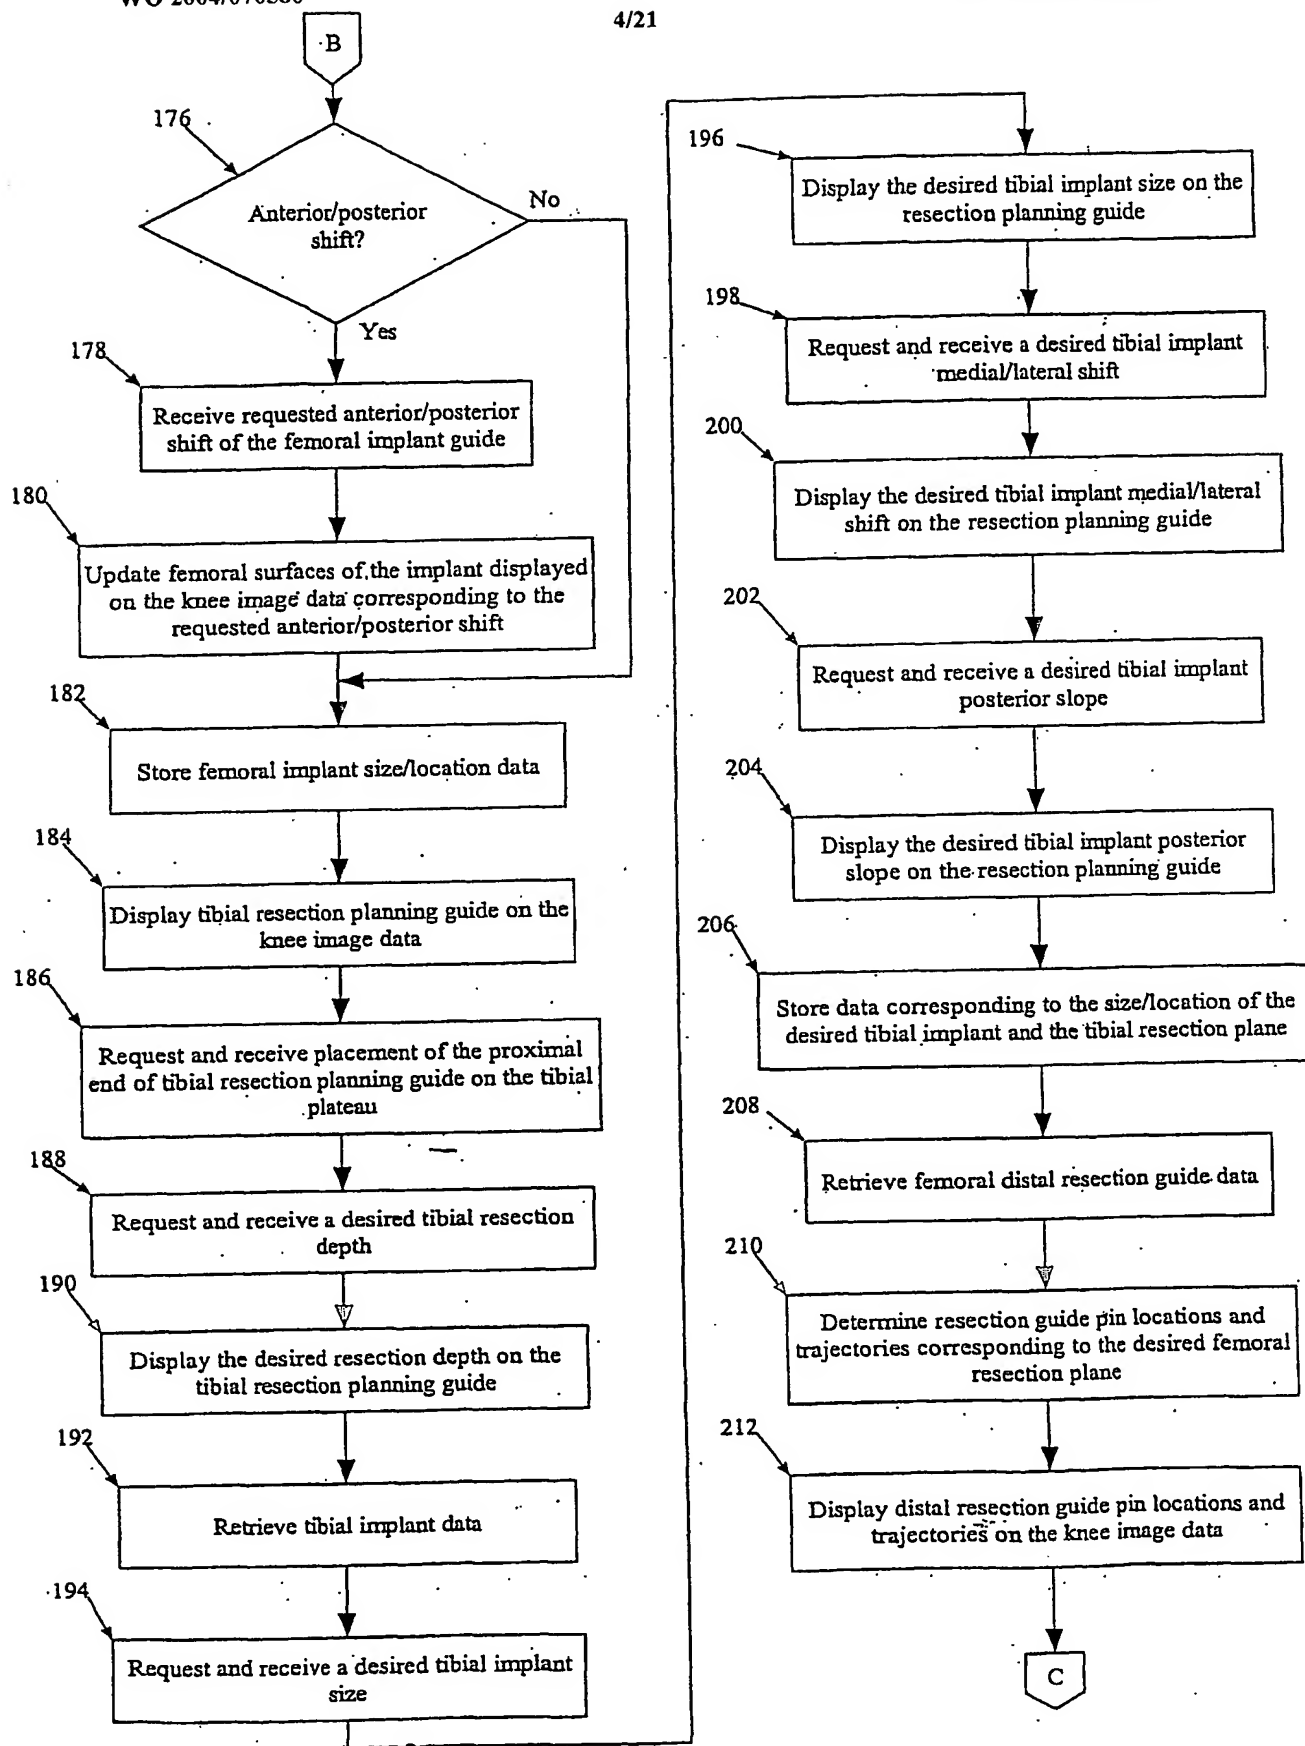 4/21
B
176
Anterior/posterior
shift?
No
Yes
178
Receive requested anterior/posterior
shift of the femoral implant guide
180
Update femoral surfaces of the implant displayed
on the knee image data corresponding to the
requested anterior/posterior shift
182
Store femoral implant size/location data
184
Display tibial resection planning guide on the
knee image data
186
Request and receive placement of the proximal
end of tibial resection planning guide on the tibial
plateau
188
Request and receive a desired tibial resection
depth
190
Display the desired resection depth on the
tibial resection planning guide
192
Retrieve tibial implant data
194
Request and receive a desired tibial implant
size
196
Display the desired tibial implant size on the
resection planning guide
198
Request and receive a desired tibial implant
medial/lateral shift
200
Display the desired tibial implant medial/lateral
shift on the resection planning guide
202
Request and receive a desired tibial implant
posterior slope
204
Display the desired tibial implant posterior
slope on the resection planning guide
206
Store data corresponding to the size/location of the
desired tibial implant and the tibial resection plane
208
Retrieve femoral distal resection guide data
210
Determine resection guide pin locations and
trajectories corresponding to the desired femoral
resection plane
212
Display distal resection guide pin locations and
trajectories on the knee image data
C